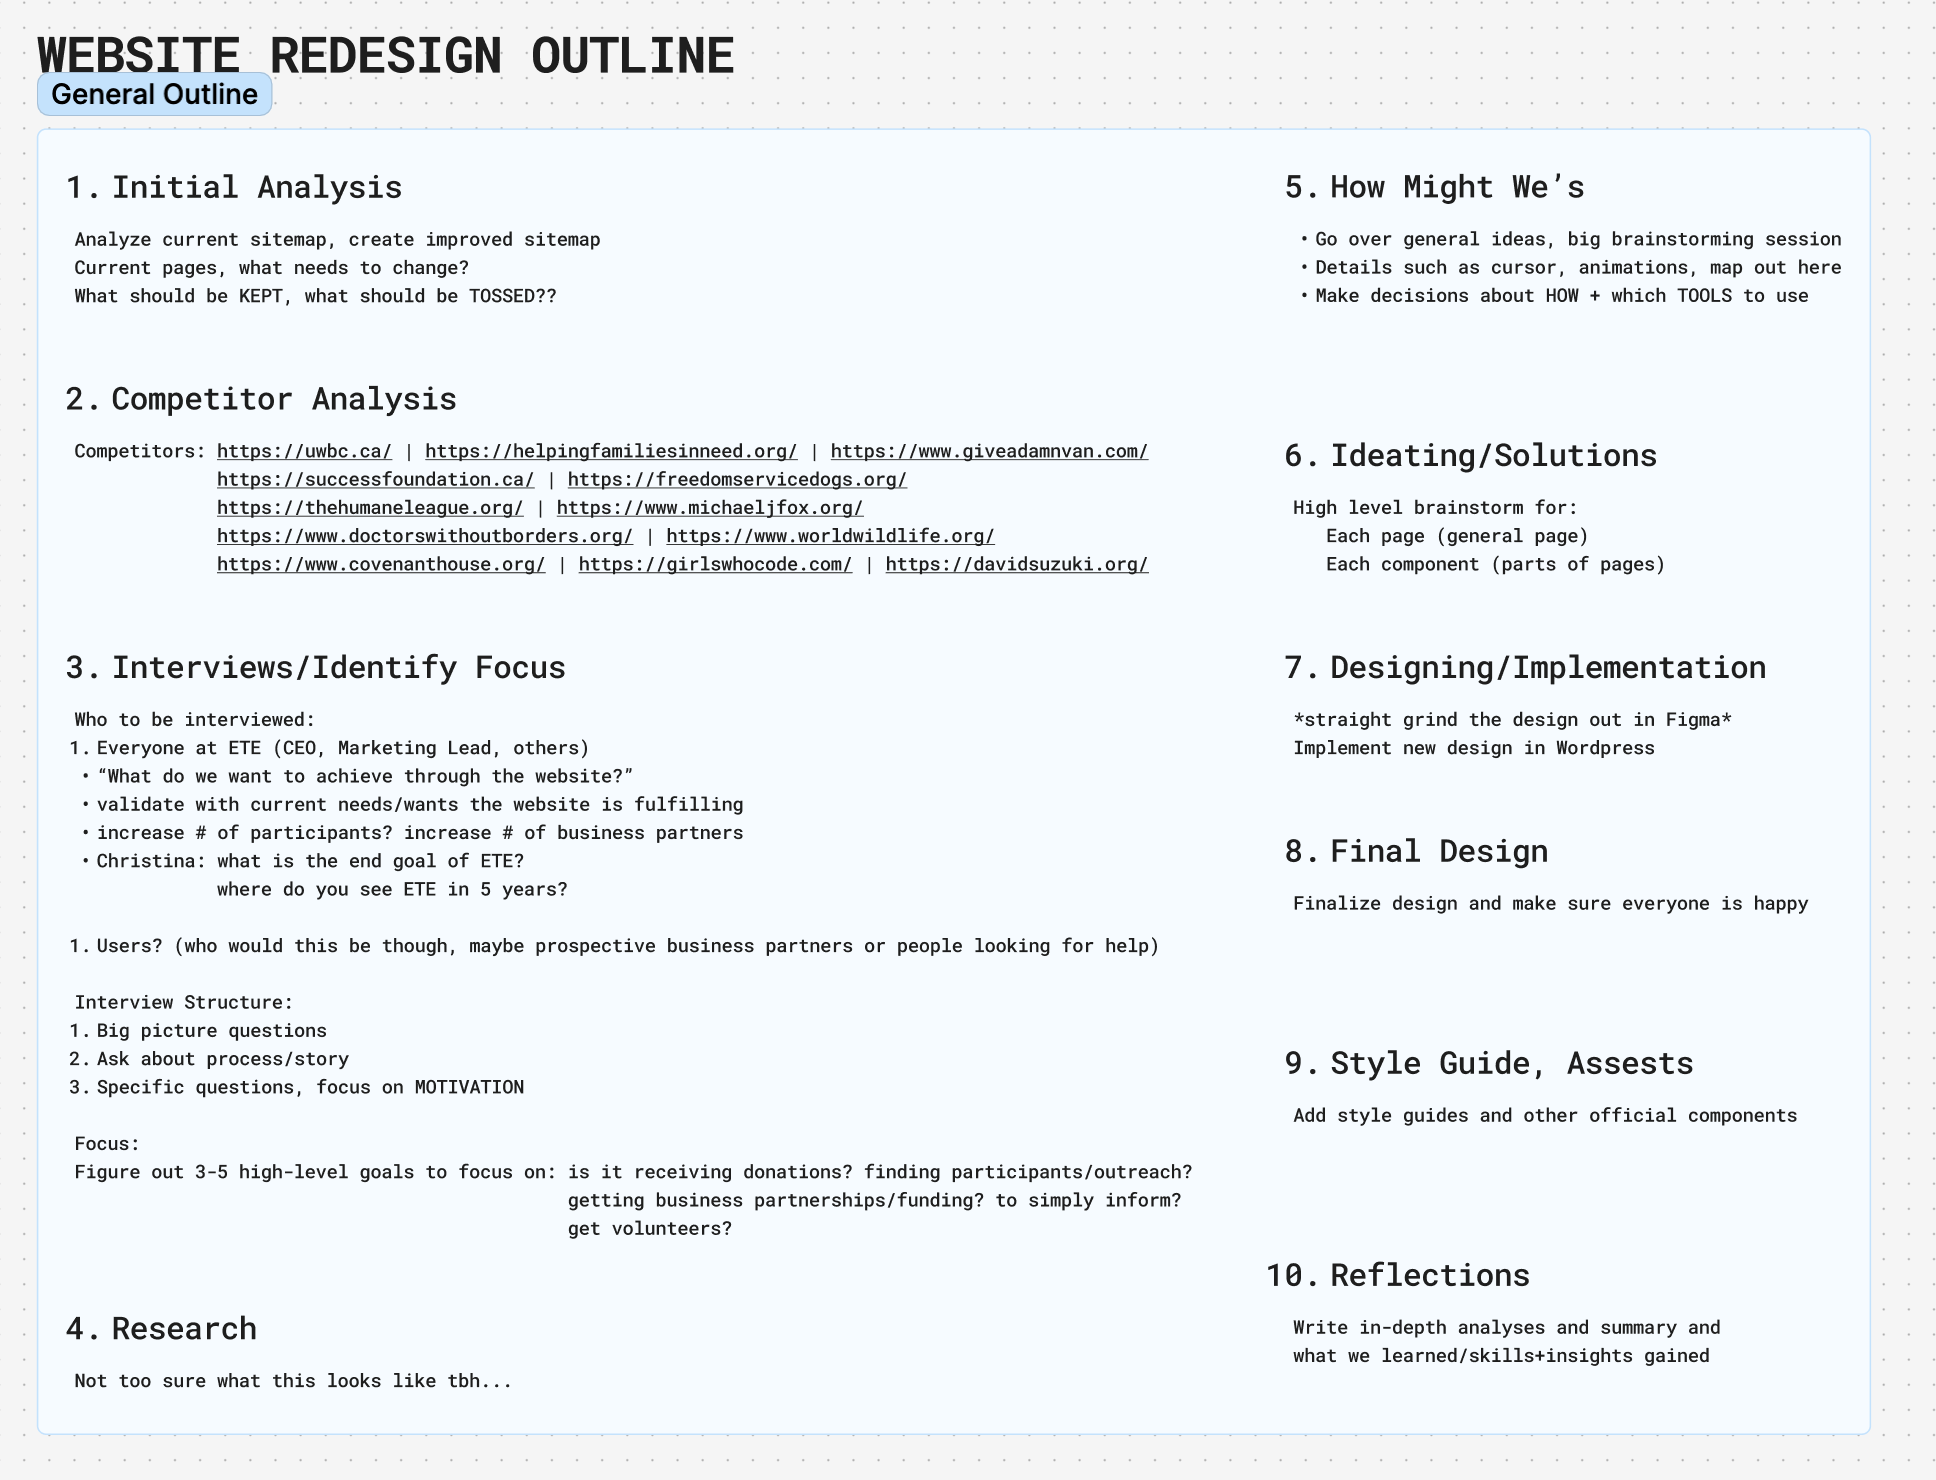 WEBSITE REDESIGN OUTLINE
General Outline
1. Initial Analysis
Analyze current sitemap, create improved sitemap
Current pages, what needs to change?
What should be KEPT, what should be TOSSED??
2. Competitor Analysis
Competitors: https://uwbc.ca/ | https://helpingfamiliesinneed.org/ | https://www.giveadamnvan.com/
https://successfoundation.ca/ | https://freedomservicedogs.org/
https://thehumaneleague.org/ | https://www.michaeljfox.org/
https://www.doctorswithoutborders.org/ | https://www.worldwildlife.org/
https://www.covenanthouse.org/ | https://girlswhocode.com/ | https://davidsuzuki.org/
3. Interviews/Identify Focus
Who to be interviewed:
1. Everyone at ETE (CEO, Marketing Lead, others)
• “What do we want to achieve through the website?”
• validate with current needs/wants the website is fulfilling
• increase # of participants? increase # of business partners
• Christina: what is the end goal of ETE?
where do you see ETE in 5 years?
1. Users? (who would this be though, maybe prospective business partners or people looking for help)
Interview Structure:
1. Big picture questions
2. Ask about process/story
3. Specific questions, focus on MOTIVATION
Focus:
Figure out 3-5 high-level goals to focus on: is it receiving donations? finding participants/outreach?
getting business partnerships/funding? to simply inform?
get volunteers?
4. Research
Not too sure what this looks like tbh...
5. How Might We’s
• Go over general ideas, big brainstorming session
• Details such as cursor, animations, map out here
• Make decisions about HOW + which TOOLS to use
6. Ideating/Solutions
High level brainstorm for:
Each page (general page)
Each component (parts of pages)
7. Designing/Implementation
*straight grind the design out in Figma*
Implement new design in Wordpress
8. Final Design
Finalize design and make sure everyone is happy
9. Style Guide, Assests
Add style guides and other official components
10. Reflections
Write in-depth analyses and summary and
what we learned/skills+insights gained